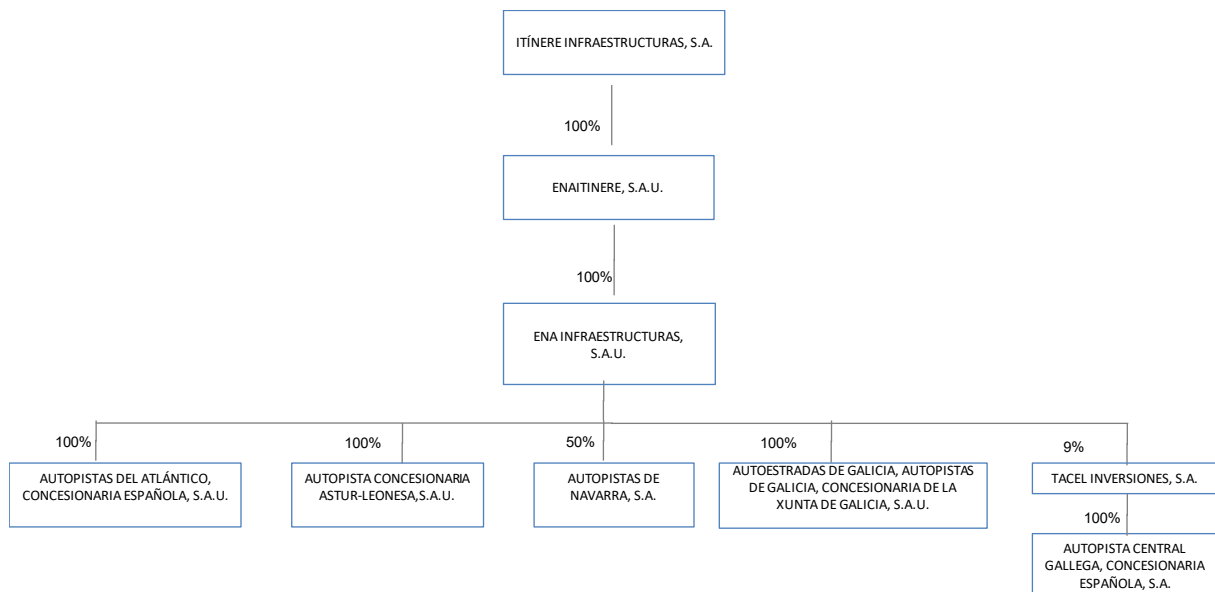 ITÍNERE INFRAESTRUCTURAS, S.A.
100%
ENAITINERE, S.A.U.
100%
ENA INFRAESTRUCTURAS,
S.A.U.
100%
100%
50%
100%
9%
AUTOPISTAS DEL ATLÁNTICO,
CONCESIONARIA ESPAÑOLA, S.A.U.
AUTOPISTA CONCESIONARIA
ASTUR-LEONESA,S.A.U.
AUTOPISTAS DE
NAVARRA, S.A.
AUTOESTRADAS DE GALICIA, AUTOPISTAS
DE GALICIA, CONCESIONARIA DE LA
XUNTA DE GALICIA, S.A.U.
TACEL INVERSIONES, S.A.
100%
AUTOPISTA CENTRAL
GALLEGA, CONCESIONARIA
ESPAÑOLA, S.A.